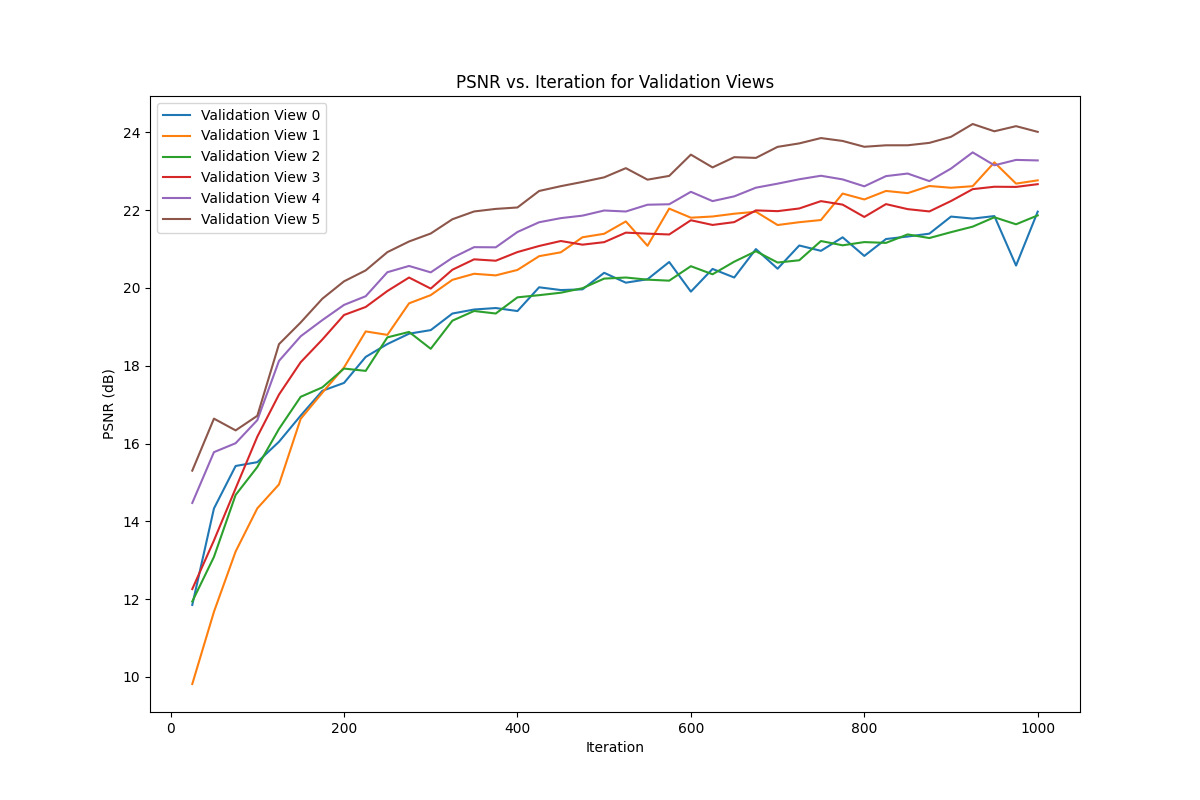 PSNR vs. Iteration for Validation Views
Validation View 0
Validation View 1
Validation View 2
Validation View 3
Validation View 4
Validation View 5
24
22
20
18
16
14
12
10
PSNR (dB)
0 200 400 600 800 1000
Iteration